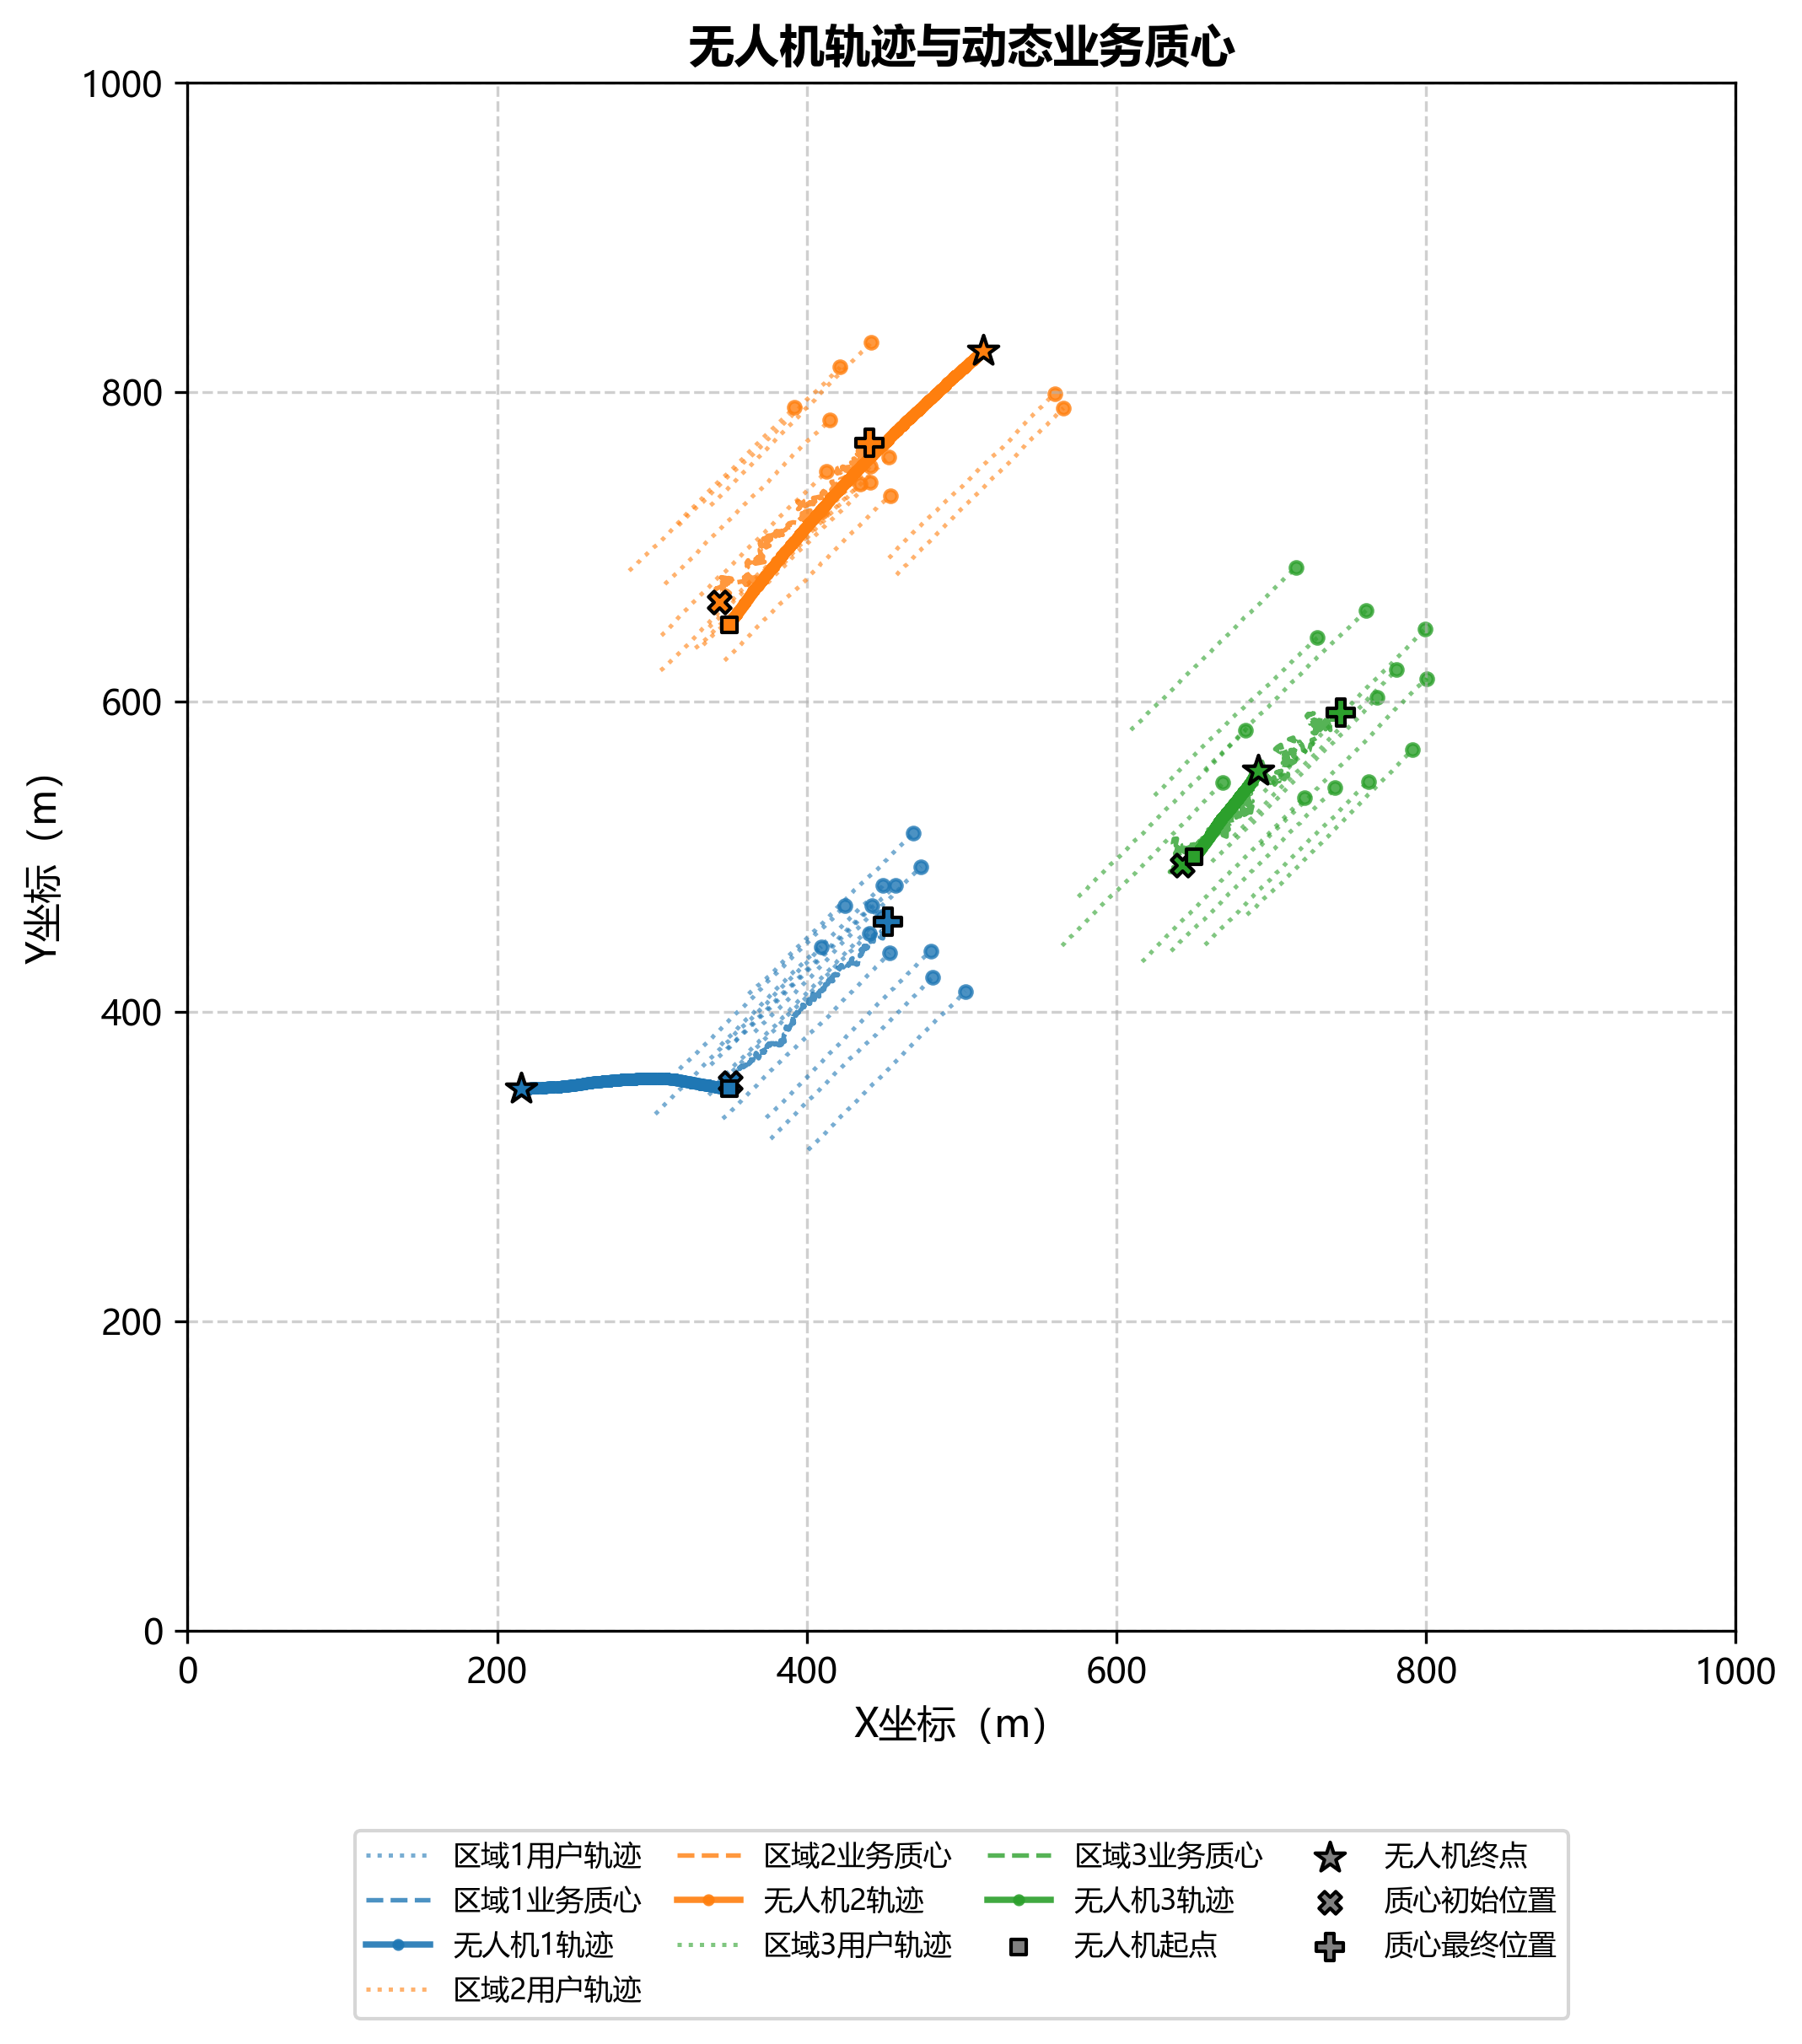 无人机轨迹与动态业务质心
1000
800
600
400
200
0
Y坐标（m）
0 200 400 600 800 1000
X坐标（m）
区域1用户轨迹 区域2业务质心 区域3业务质心 无人机终点
区域1业务质心 无人机2轨迹 无人机3轨迹 质心初始位置
无人机1轨迹 区域3用户轨迹 无人机起点 质心最终位置
区域2用户轨迹